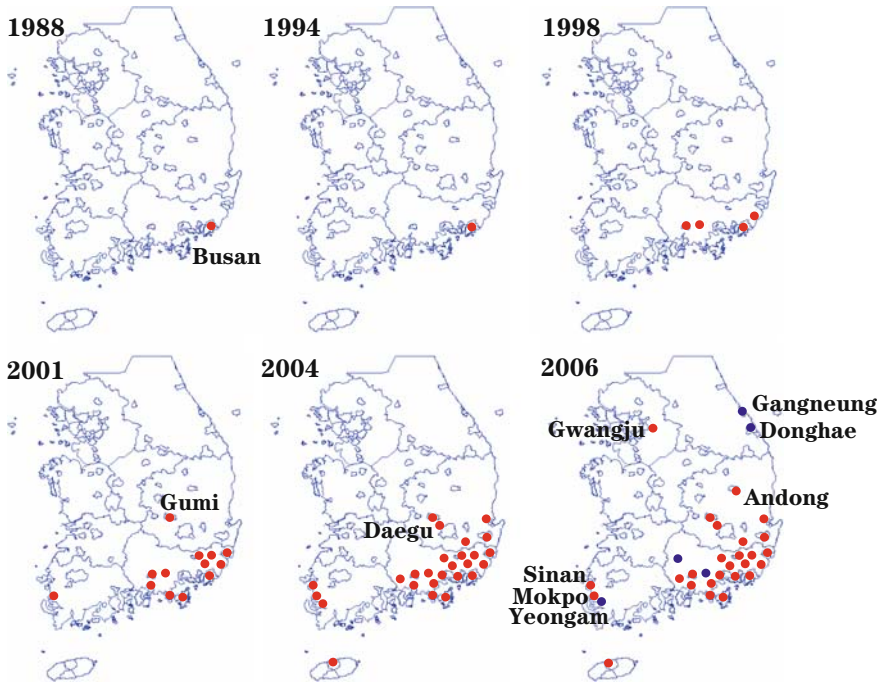 1988
1994
1998
Busan
2001
2004
2006
Gangneung
Gwangju
Donghae
Gumi
Andong
Daegu
Sinan
Mokpo
Yeongam